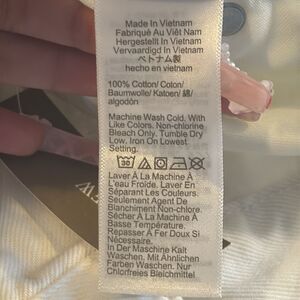 Made In Vietnam
Fabriqué Au Viêt Nam
Hergestellt In Vietnam
Vervaardigd In Vietnam
ベトナム製
hecho en vietnam
100% Cotton/ Coton/
Baumwolle/ Katoen/ 綿/
algodón
Machine Wash Cold. With
Like Colors. Non-chlorine
Bleach Only. Tumble Dry
Low. Iron On Lowest
Setting.
30
Laver À La Machine À
L'eau Froide. Laver En
Séparant Les Couleurs.
Seulement Agent De
Blanchiment Non-chloro.
Sécher À La Machine À
Basse Température.
Repasser À Fer Doux Si
Nécessaire.
in Der Maschine Kalt
Waschen. Mit Ähnlichen
Farben Waschen. Nur
Chlorfreies Bleichmittel